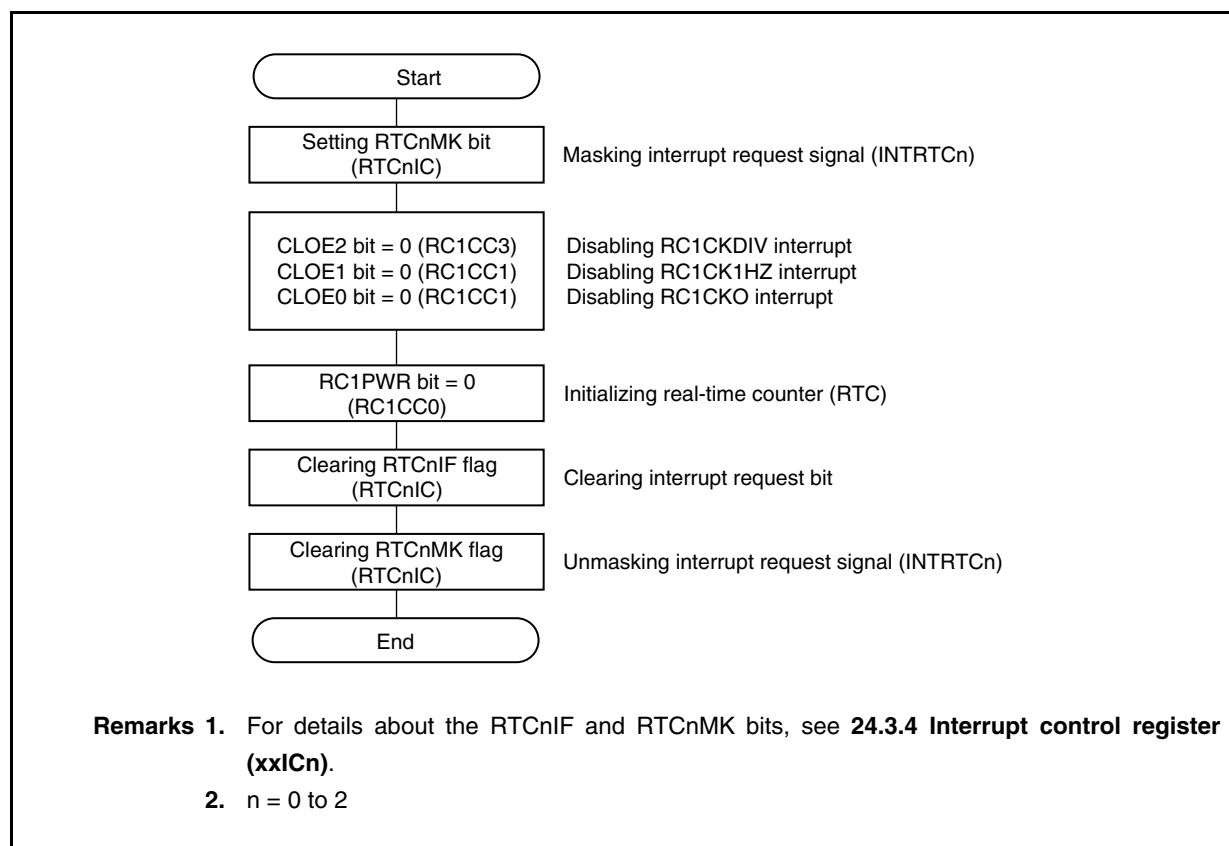 Start
Setting RTCnMK bit
(RTCnIC)
Masking interrupt request signal (INTRTCn)
CLOE2 bit = 0 (RC1CC3)
Disabling RC1CKDIV interrupt
CLOE1 bit = 0 (RC1CC1)
Disabling RC1CK1HZ interrupt
CLOE0 bit = 0 (RC1CC1)
Disabling RC1CKO interrupt
RC1PWR bit = 0
(RC1CC0)
Initializing real-time counter (RTC)
Clearing RTCnIF flag
(RTCnIC)
Clearing interrupt request bit
Clearing RTCnMK flag
(RTCnIC)
Unmasking interrupt request signal (INTRTCn)
End
Remarks 1. For details about the RTCnIF and RTCnMK bits, see 24.3.4 Interrupt control register
(xxICn).
2. n = 0 to 2